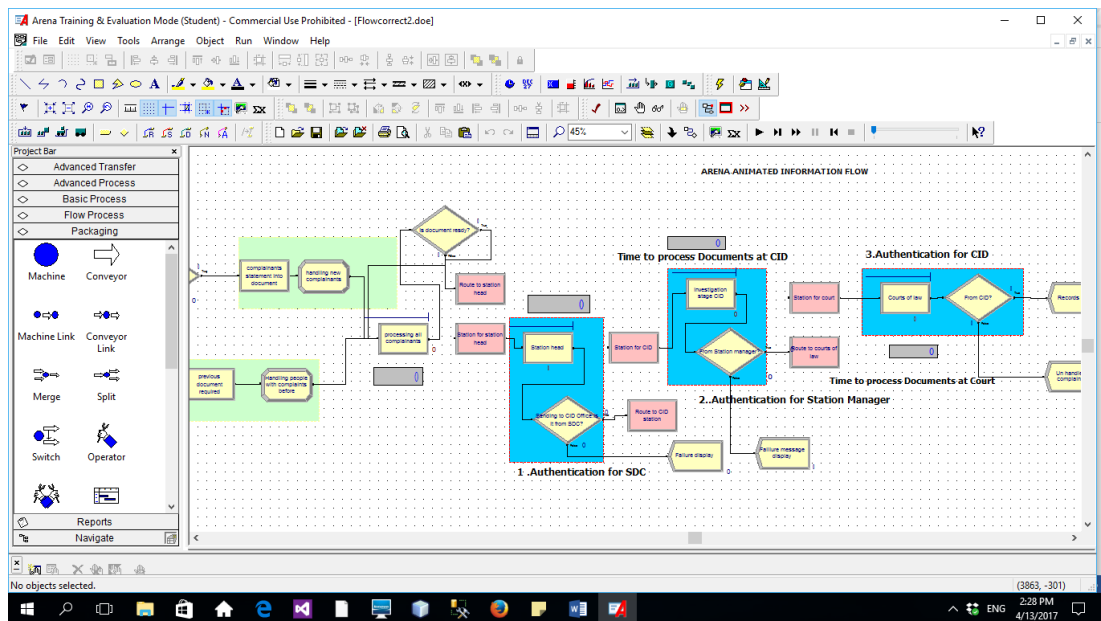 Arena Training & Evaluation Mode (Student) - Commercial Use Prohibited - [Flowcorrect2.doe]
File Edit View Tools Arrange Object Run Window Help
45%
Project Bar
Advanced Transfer
Advanced Process
Basic Process
Flow Process
Packaging
Machine Conveyor
Machine Link Conveyor Link
Merge Split
Switch Operator
Reports
Navigate
ARENA ANIMATED INFORMATION FLOW
Is document ready?
complainants statement into document
handling new complainants
Route to station head
processing all complainants
0
Station for station head
previous document required
Handling people with complaints before
0
Station head
Sending to CID Office is it from SDC?
1 .Authentication for SDC
Station for CID
Route to CID station
Failure display
0
Time to process Documents at CID
Investigation stage CID
From Station manager?
2..Authentication for Station Manager
Failure message display
Station for court
Route to courts of law
3.Authentication for CID
Courts of law
From CID?
Records
0
Time to process Documents at Court
Un handle
complain
No objects selected.
(3863, -301)
ENG
2:28 PM
4/13/2017